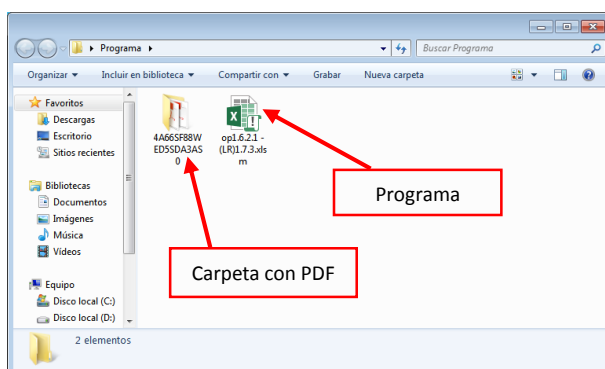 Programa
Buscar Programa
Organizar
Incluir en biblioteca
Compartir con
Grabar
Nueva carpeta
Favoritos
Descargas
Escritorio
Sitios recientes
Bibliotecas
Documentos
Imágenes
Música
Vídeos
Equipo
Disco local (C:)
Disco local (D:)
4A66SF88W
ED5SDA3AS
0
op1.6.2.1 -
(LR)1.7.3.xls
m
Programa
Carpeta con PDF
2 elementos